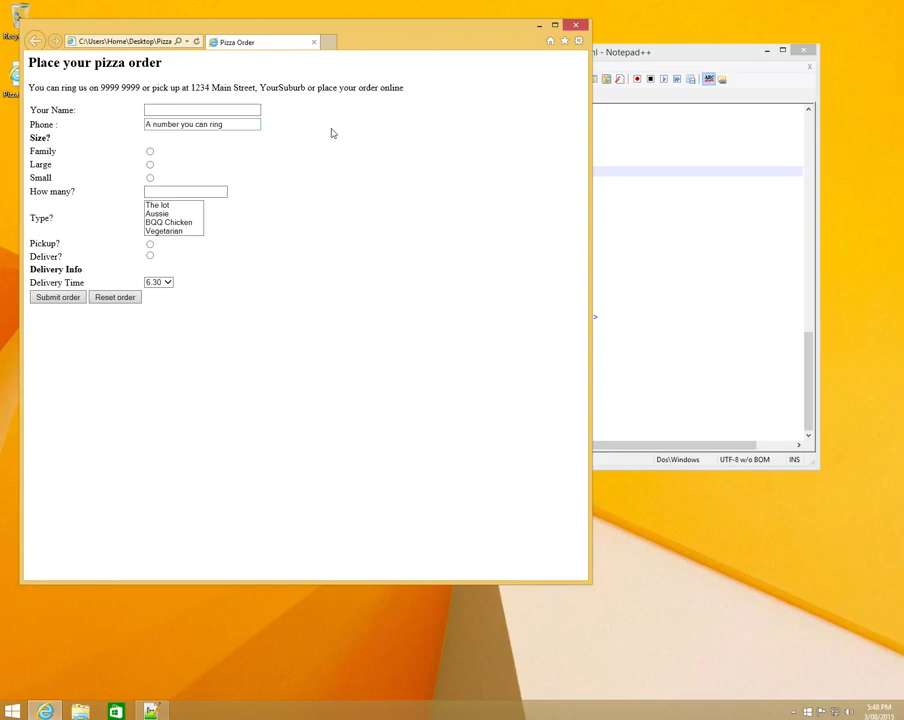 C:\Users\Home\Desktop\Pizza
Pizza Order
Place your pizza order
You can ring us on 9999 9999 or pick up at 1234 Main Street, YourSuburb or place your order online
Your Name:
Phone :
A number you can ring
Size?
Family
Large
Small
How many?
Type?
The lot
Aussie
BQQ Chicken
Vegetarian
Pickup?
Deliver?
Delivery Info
Delivery Time
6.30
Submit order
Reset order
- Notepad++
X
ABC
>
Dos\Windows
UTF-8 w/o BOM
INS
5:48 PM
3/08/2015